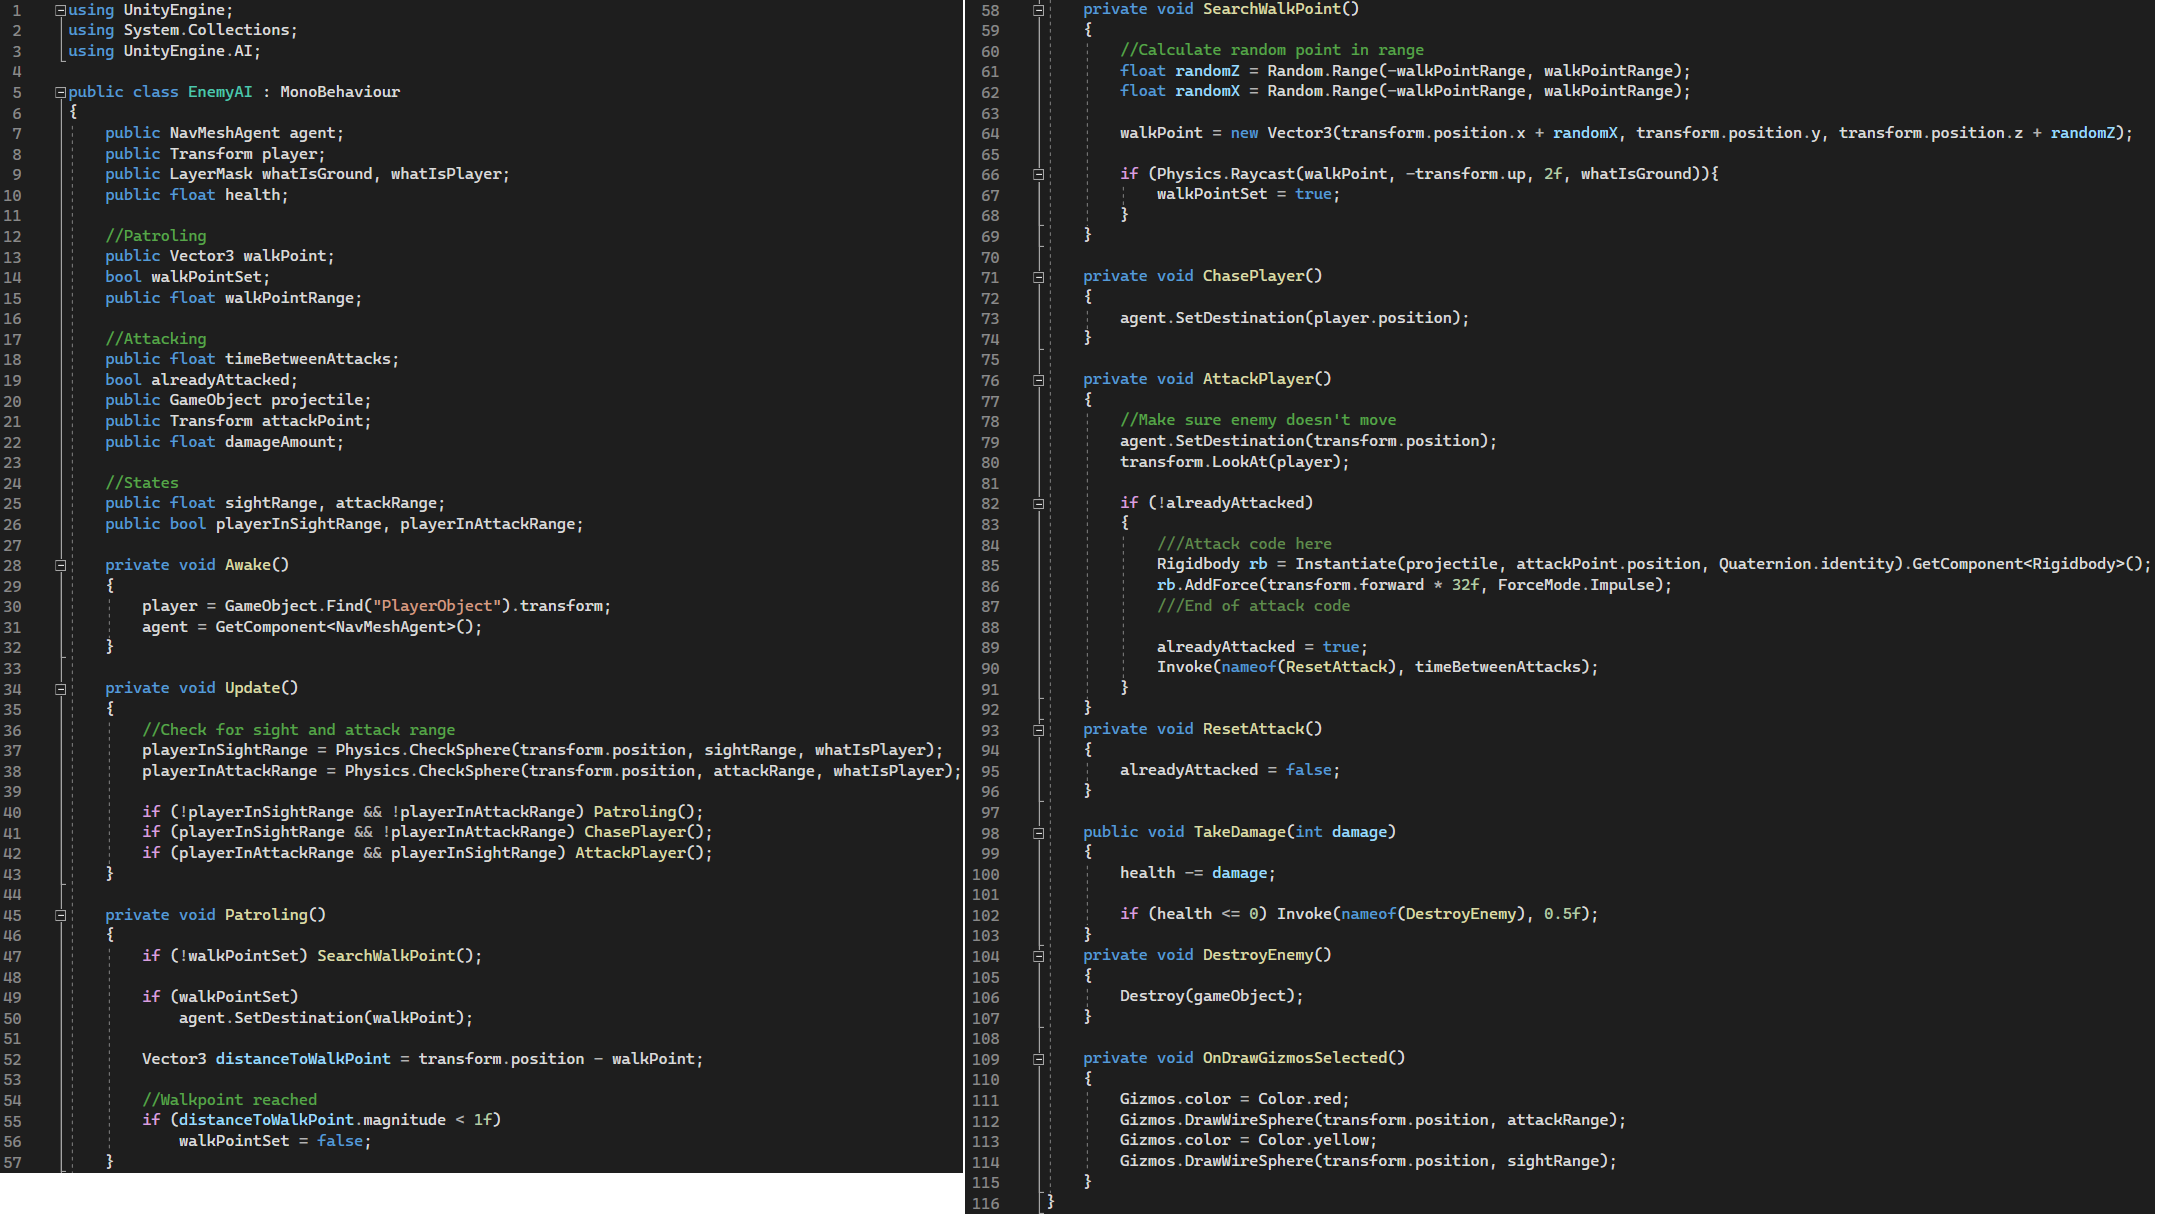 1 using UnityEngine;
2 using System.Collections;
3 using UnityEngine.AI;
4
5 public class EnemyAI : MonoBehaviour
6 {
7     public NavMeshAgent agent;
8     public Transform player;
9     public LayerMask whatIsGround, whatIsPlayer;
10     public float health;
11
12     //Patroling
13     public Vector3 walkPoint;
14     bool walkPointSet;
15     public float walkPointRange;
16
17     //Attacking
18     public float timeBetweenAttacks;
19     bool alreadyAttacked;
20     public GameObject projectile;
21     public Transform attackPoint;
22     public float damageAmount;
23
24     //States
25     public float sightRange, attackRange;
26     public bool playerInSightRange, playerInAttackRange;
27
28     private void Awake()
29     {
30         player = GameObject.Find("PlayerObject").transform;
31         agent = GetComponent<NavMeshAgent>();
32     }
33
34     private void Update()
35     {
36         //Check for sight and attack range
37         playerInSightRange = Physics.CheckSphere(transform.position, sightRange, whatIsPlayer);
38         playerInAttackRange = Physics.CheckSphere(transform.position, attackRange, whatIsPlayer);
39
40         if (!playerInSightRange && !playerInAttackRange) Patroling();
41         if (playerInSightRange && !playerInAttackRange) ChasePlayer();
42         if (playerInAttackRange && playerInSightRange) AttackPlayer();
43     }
44
45     private void Patroling()
46     {
47         if (!walkPointSet) SearchWalkPoint();
48
49         if (walkPointSet)
50             agent.SetDestination(walkPoint);
51
52         Vector3 distanceToWalkPoint = transform.position - walkPoint;
53
54         //Walkpoint reached
55         if (distanceToWalkPoint.magnitude < 1f)
56             walkPointSet = false;
57     }
58     private void SearchWalkPoint()
59     {
60         //Calculate random point in range
61         float randomZ = Random.Range(-walkPointRange, walkPointRange);
62         float randomX = Random.Range(-walkPointRange, walkPointRange);
63
64         walkPoint = new Vector3(transform.position.x + randomX, transform.position.y, transform.position.z + randomZ);
65
66         if (Physics.Raycast(walkPoint, -transform.up, 2f, whatIsGround)){
67             walkPointSet = true;
68         }
69     }
70
71     private void ChasePlayer()
72     {
73         agent.SetDestination(player.position);
74     }
75
76     private void AttackPlayer()
77     {
78         //Make sure enemy doesn't move
79         agent.SetDestination(transform.position);
80         transform.LookAt(player);
81
82         if (!alreadyAttacked)
83         {
84             ///Attack code here
85             Rigidbody rb = Instantiate(projectile, attackPoint.position, Quaternion.identity).GetComponent<Rigidbody>();
86             rb.AddForce(transform.forward * 32f, ForceMode.Impulse);
87             ///End of attack code
88
89             alreadyAttacked = true;
90             Invoke(nameof(ResetAttack), timeBetweenAttacks);
91         }
92     }
93     private void ResetAttack()
94     {
95         alreadyAttacked = false;
96     }
97
98     public void TakeDamage(int damage)
99     {
100         health -= damage;
101
102         if (health <= 0) Invoke(nameof(DestroyEnemy), 0.5f);
103     }
104     private void DestroyEnemy()
105     {
106         Destroy(gameObject);
107     }
108
109     private void OnDrawGizmosSelected()
110     {
111         Gizmos.color = Color.red;
112         Gizmos.DrawWireSphere(transform.position, attackRange);
113         Gizmos.color = Color.yellow;
114         Gizmos.DrawWireSphere(transform.position, sightRange);
115     }
116 }